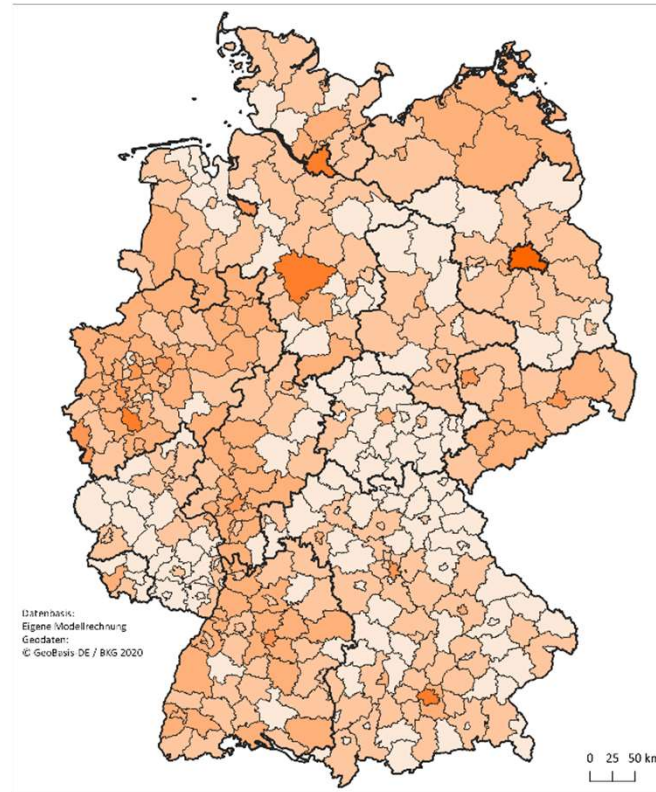 Datenbasis:
Eigene Modellrechnung
Geodaten:
© GeoBasis-DE / BKG 2020
0 25 50 km